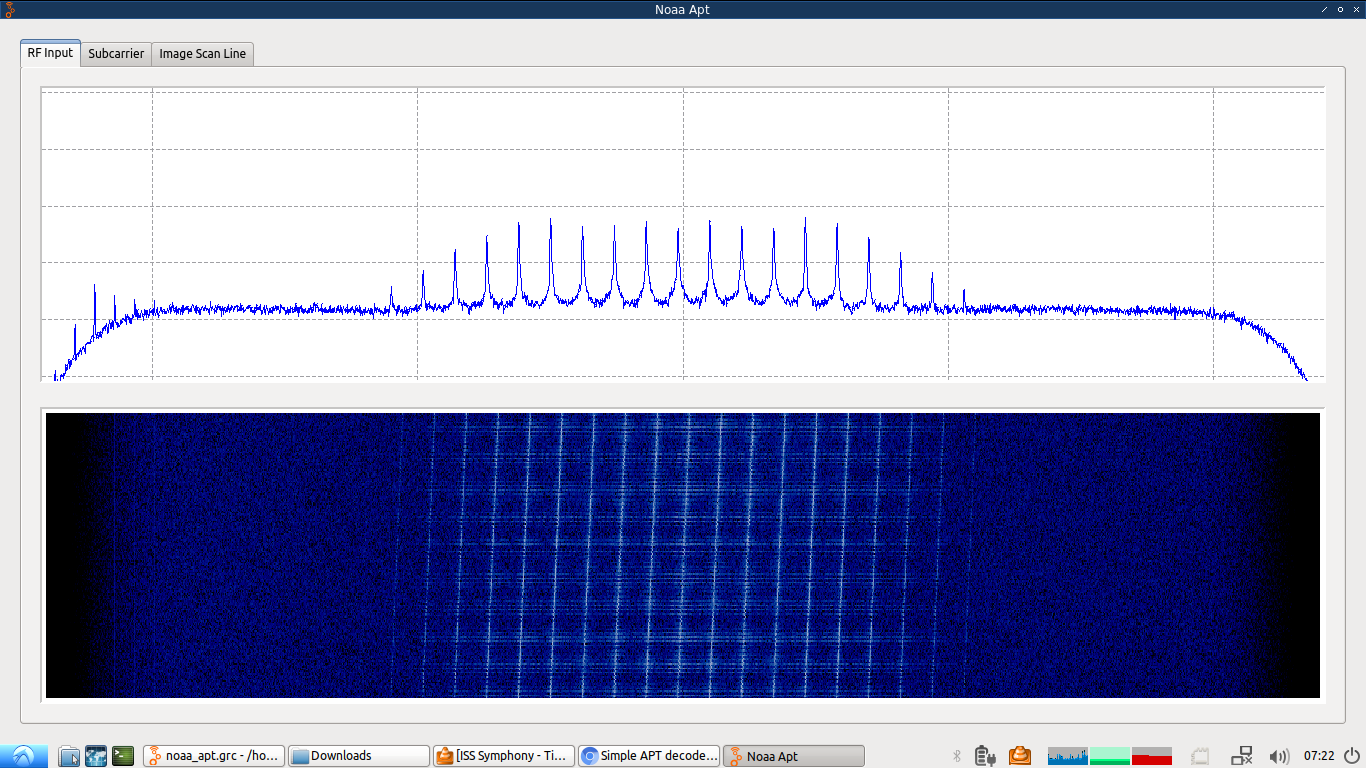 Noaa Apt
RF Input Subcarrier Image Scan Line
noaa_apt.grc - /ho... Downloads [ISS Symphony - Ti... Simple APT decode... Noaa Apt 07:22